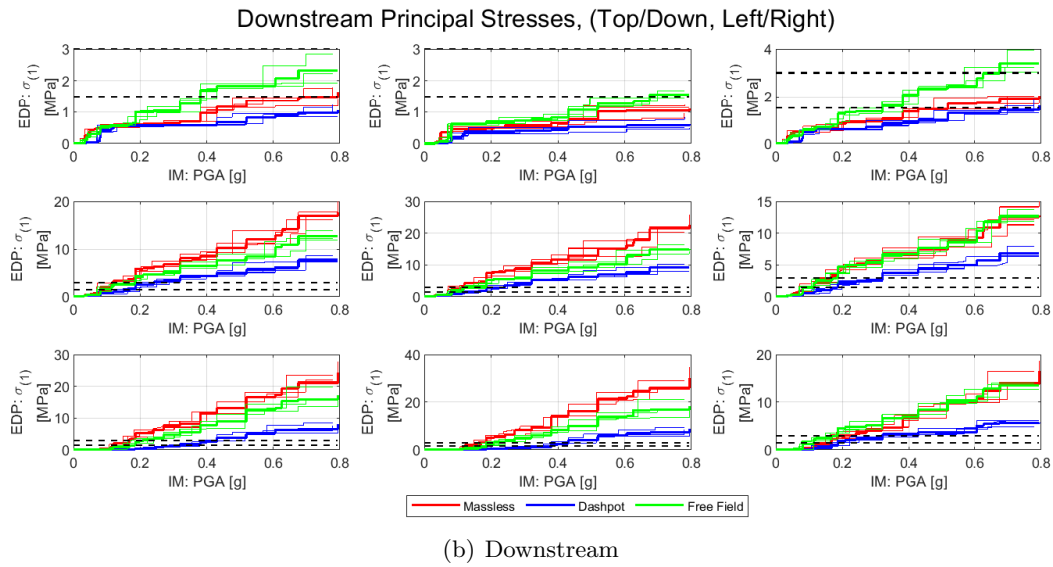 Downstream Principal Stresses, (Top/Down, Left/Right)
EDP: σ(1) [MPa]
3
2
1
0
0 0.2 0.4 0.6 0.8
IM: PGA [g]
EDP: σ(1) [MPa]
3
2
1
0
0 0.2 0.4 0.6 0.8
IM: PGA [g]
EDP: σ(1) [MPa]
4
2
0
0 0.2 0.4 0.6 0.8
IM: PGA [g]
EDP: σ(1) [MPa]
20
10
0
0 0.2 0.4 0.6 0.8
IM: PGA [g]
EDP: σ(1) [MPa]
30
20
10
0
0 0.2 0.4 0.6 0.8
IM: PGA [g]
EDP: σ(1) [MPa]
15
10
5
0
0 0.2 0.4 0.6 0.8
IM: PGA [g]
EDP: σ(1) [MPa]
30
20
10
0
0 0.2 0.4 0.6 0.8
IM: PGA [g]
EDP: σ(1) [MPa]
40
20
0
0 0.2 0.4 0.6 0.8
IM: PGA [g]
EDP: σ(1) [MPa]
20
10
0
0 0.2 0.4 0.6 0.8
IM: PGA [g]
Massless Dashpot Free Field
(b) Downstream